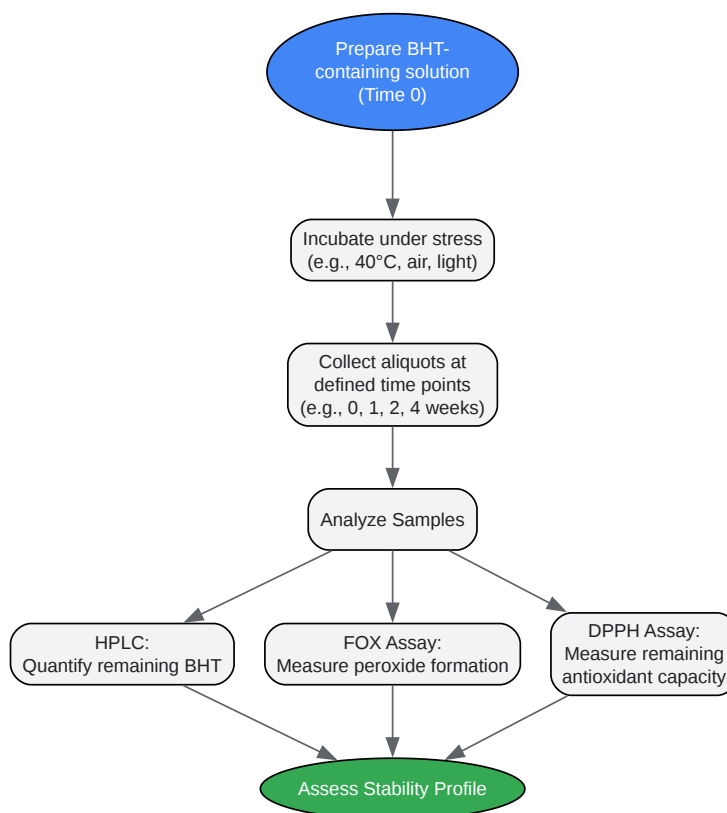 Prepare BHT-
containing solution
(Time 0)
Incubate under stress
(e.g., 40°C, air, light)
Collect aliquots at
defined time points
(e.g., 0, 1, 2, 4 weeks)
Analyze Samples
HPLC:
Quantify remaining BHT
FOX Assay:
Measure peroxide formation
DPPH Assay:
Measure remaining
antioxidant capacity
Assess Stability Profile